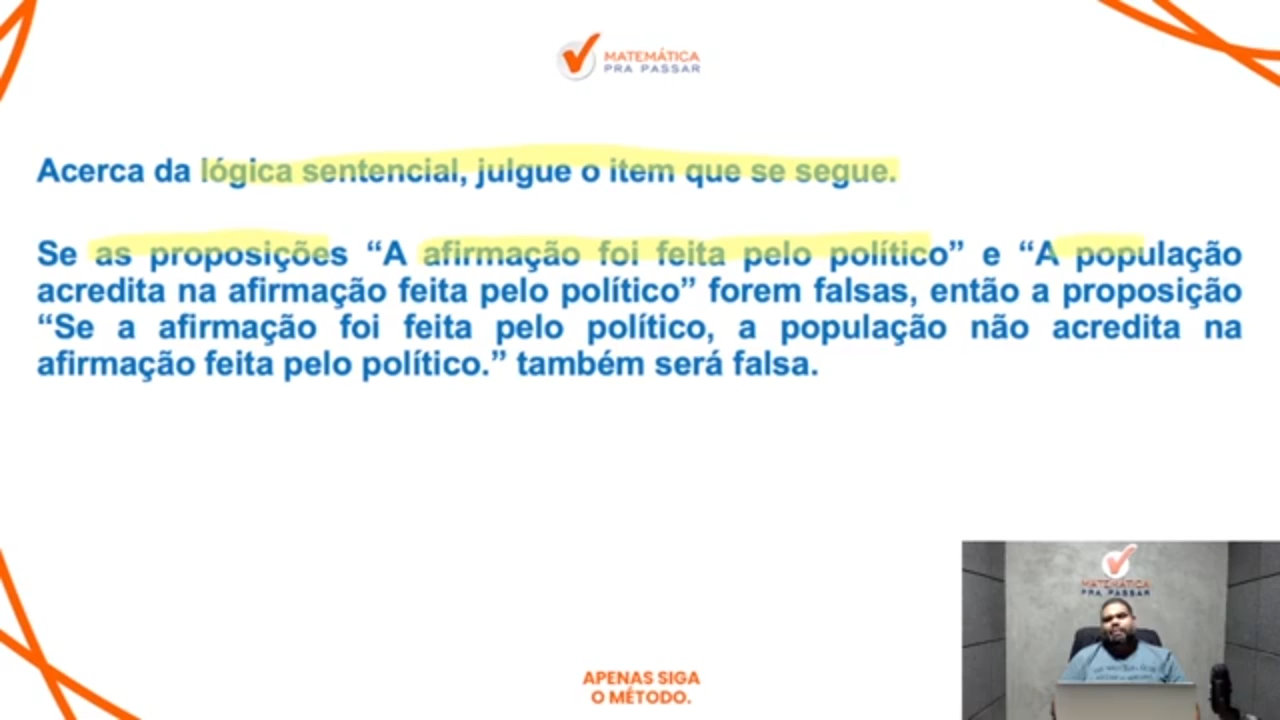 MATEMÁTICA
PRA PASSAR
Acerca da lógica sentencial, julgue o item que se segue.
Se as proposições “A afirmação foi feita pelo político” e “A população
acredita na afirmação feita pelo político” forem falsas, então a proposição
“Se a afirmação foi feita pelo político, a população não acredita na
afirmação feita pelo político.” também será falsa.
MATEMÁTICA
PRA PASSAR
APENAS SIGA
O MÉTODO.